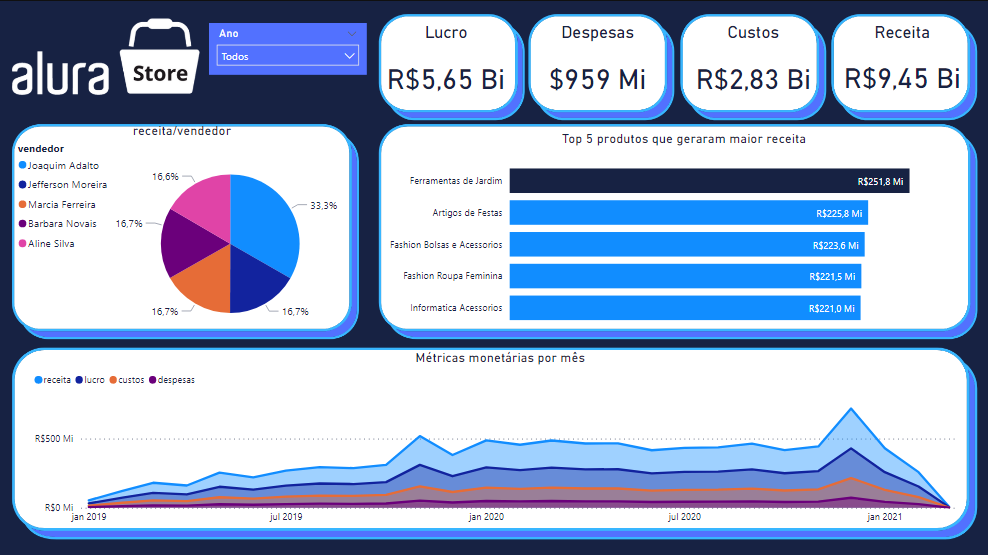 alura
Store
Ano
Todos
Lucro
R$5,65 Bi
Despesas
$959 Mi
Custos
R$2,83 Bi
Receita
R$9,45 Bi
receita/vendedor
vendedor
Joaquim Adalto
Jefferson Moreira
Marcia Ferreira
Barbara Novais
Aline Silva
16,6%
33,3%
16,7%
16,7%
16,7%
Top 5 produtos que geraram maior receita
Ferramentas de Jardim R$251,8 Mi
Artigos de Festas R$225,8 Mi
Fashion Bolsas e Acessorios R$223,6 Mi
Fashion Roupa Feminina R$221,5 Mi
Informatica Acessorios R$221,0 Mi
Métricas monetárias por mês
receita lucro custos despesas
R$500 Mi
R$0 Mi
jan 2019 jul 2019 jan 2020 jul 2020 jan 2021